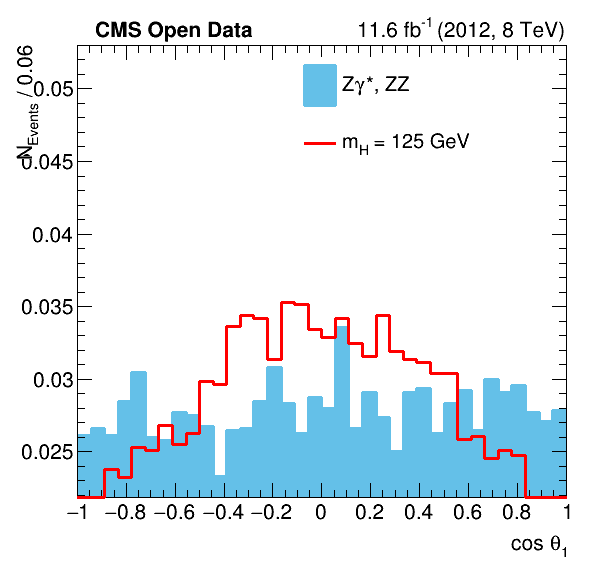 CMS Open Data
11.6 fb⁻¹ (2012, 8 TeV)
N_Events / 0.06
Zγ*, ZZ
m_H = 125 GeV
0.05
0.045
0.04
0.035
0.03
0.025
−1 −0.8 −0.6 −0.4 −0.2 0 0.2 0.4 0.6 0.8 1
cos θ₁